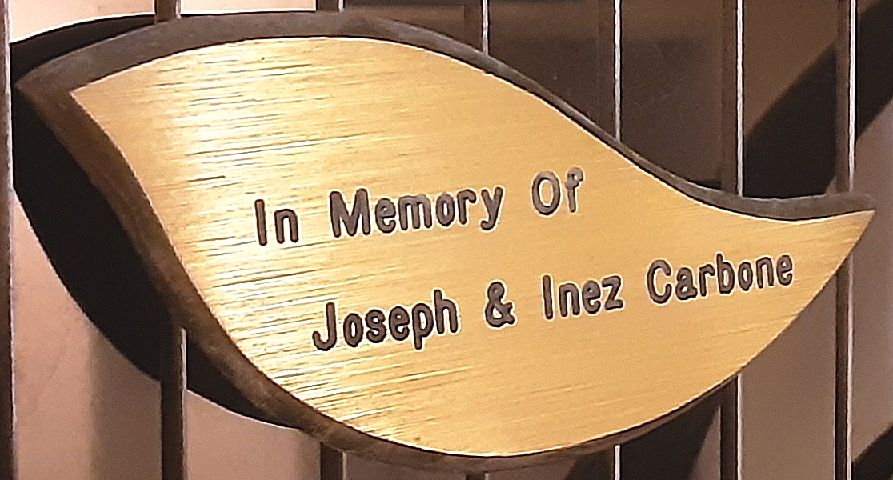 In Memory Of
Joseph & Inez Carbone